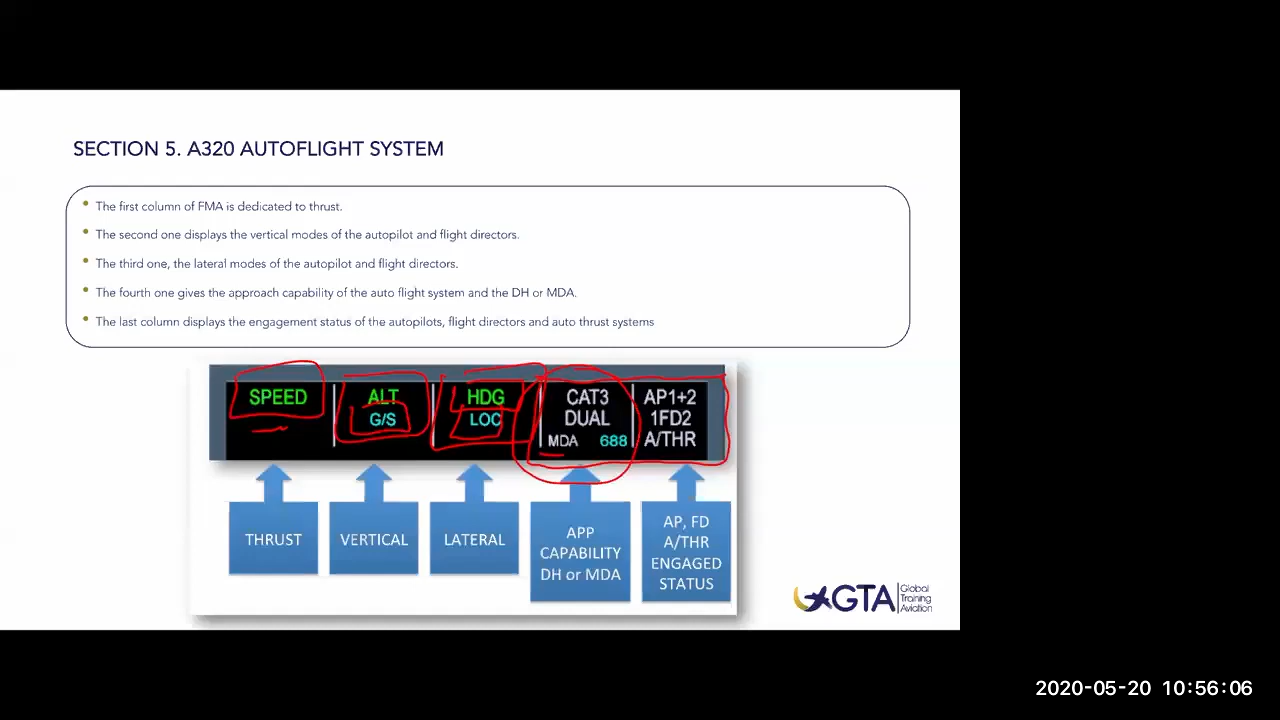 SECTION 5. A320 AUTOFLIGHT SYSTEM
• The first column of FMA is dedicated to thrust.
• The second one displays the vertical modes of the autopilot and flight directors.
• The third one, the lateral modes of the autopilot and flight directors.
• The fourth one gives the approach capability of the auto flight system and the DH or MDA.
• The last column displays the engagement status of the autopilots, flight directors and auto thrust systems
SPEED ALT HDG CAT3 AP1+2
G/S LOC DUAL 1FD2
MDA 688 A/THR
THRUST
VERTICAL
LATERAL
APP
CAPABILITY
DH or MDA
AP, FD
A/THR
ENGAGED
STATUS
GTA
Global
Training
Aviation
2020-05-20 10:56:06